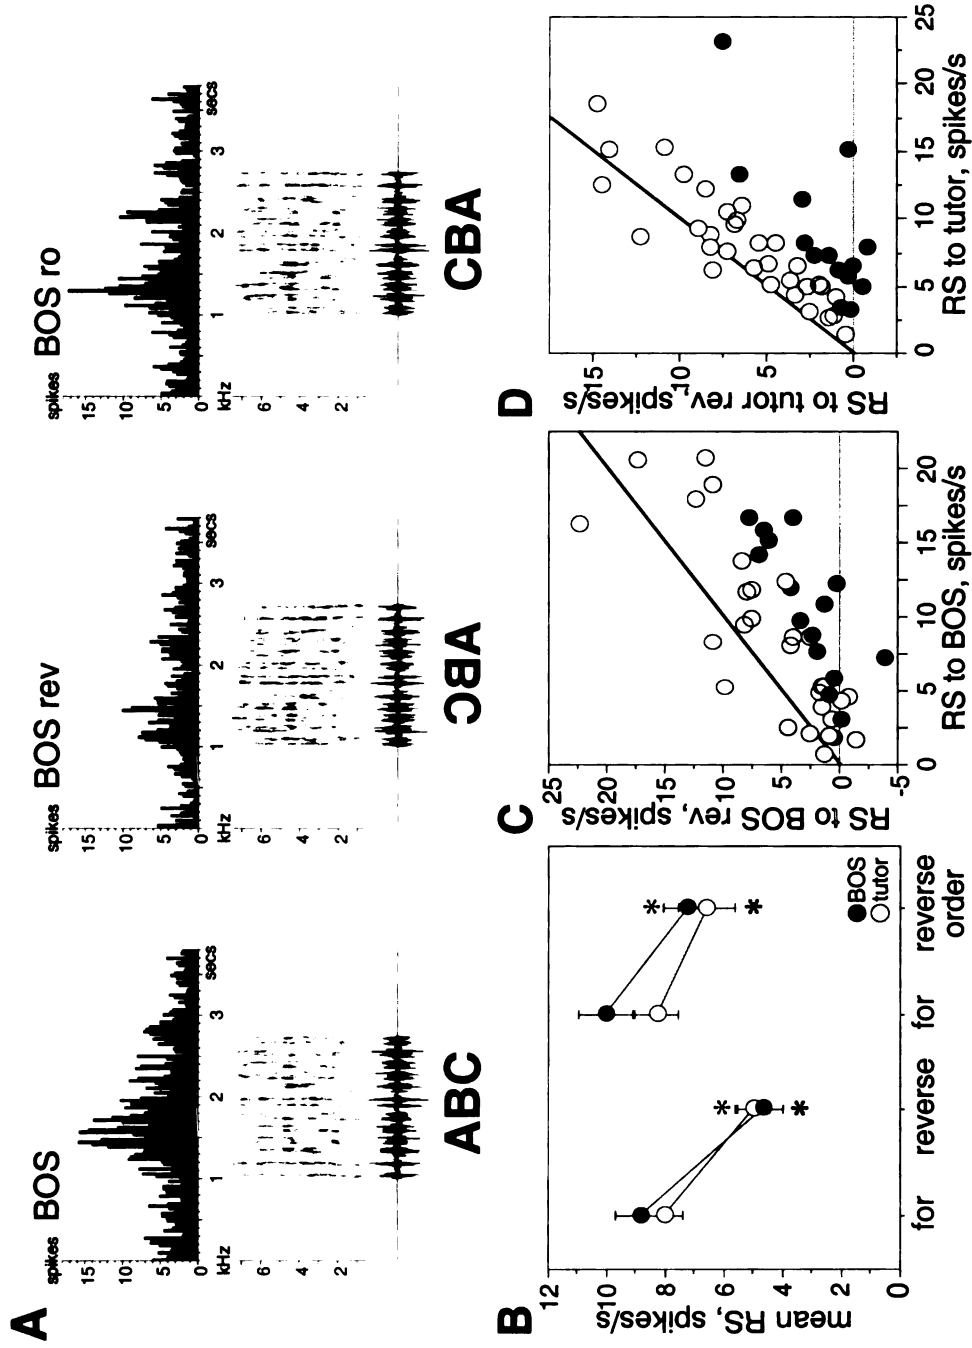 A
BOS
spikes
15
10
5
0
1
2
3
secs
kHz
6
4
2
ABC
BOS rev
spikes
15
10
5
0
1
2
3
secs
kHz
6
4
2
ABC
BOS ro
spikes
15
10
5
0
1
2
3
secs
kHz
6
4
2
CBA
B
mean RS, spikes/s
12
10
8
6
4
2
0
* *
* *
BOS
tutor
for reverse for reverse order
C
RS to BOS rev, spikes/s
25
20
15
10
5
0
-5
0 5 10 15 20
RS to BOS, spikes/s
D
RS to tutor rev, spikes/s
15
10
5
0
0 5 10 15 20 25
RS to tutor, spikes/s